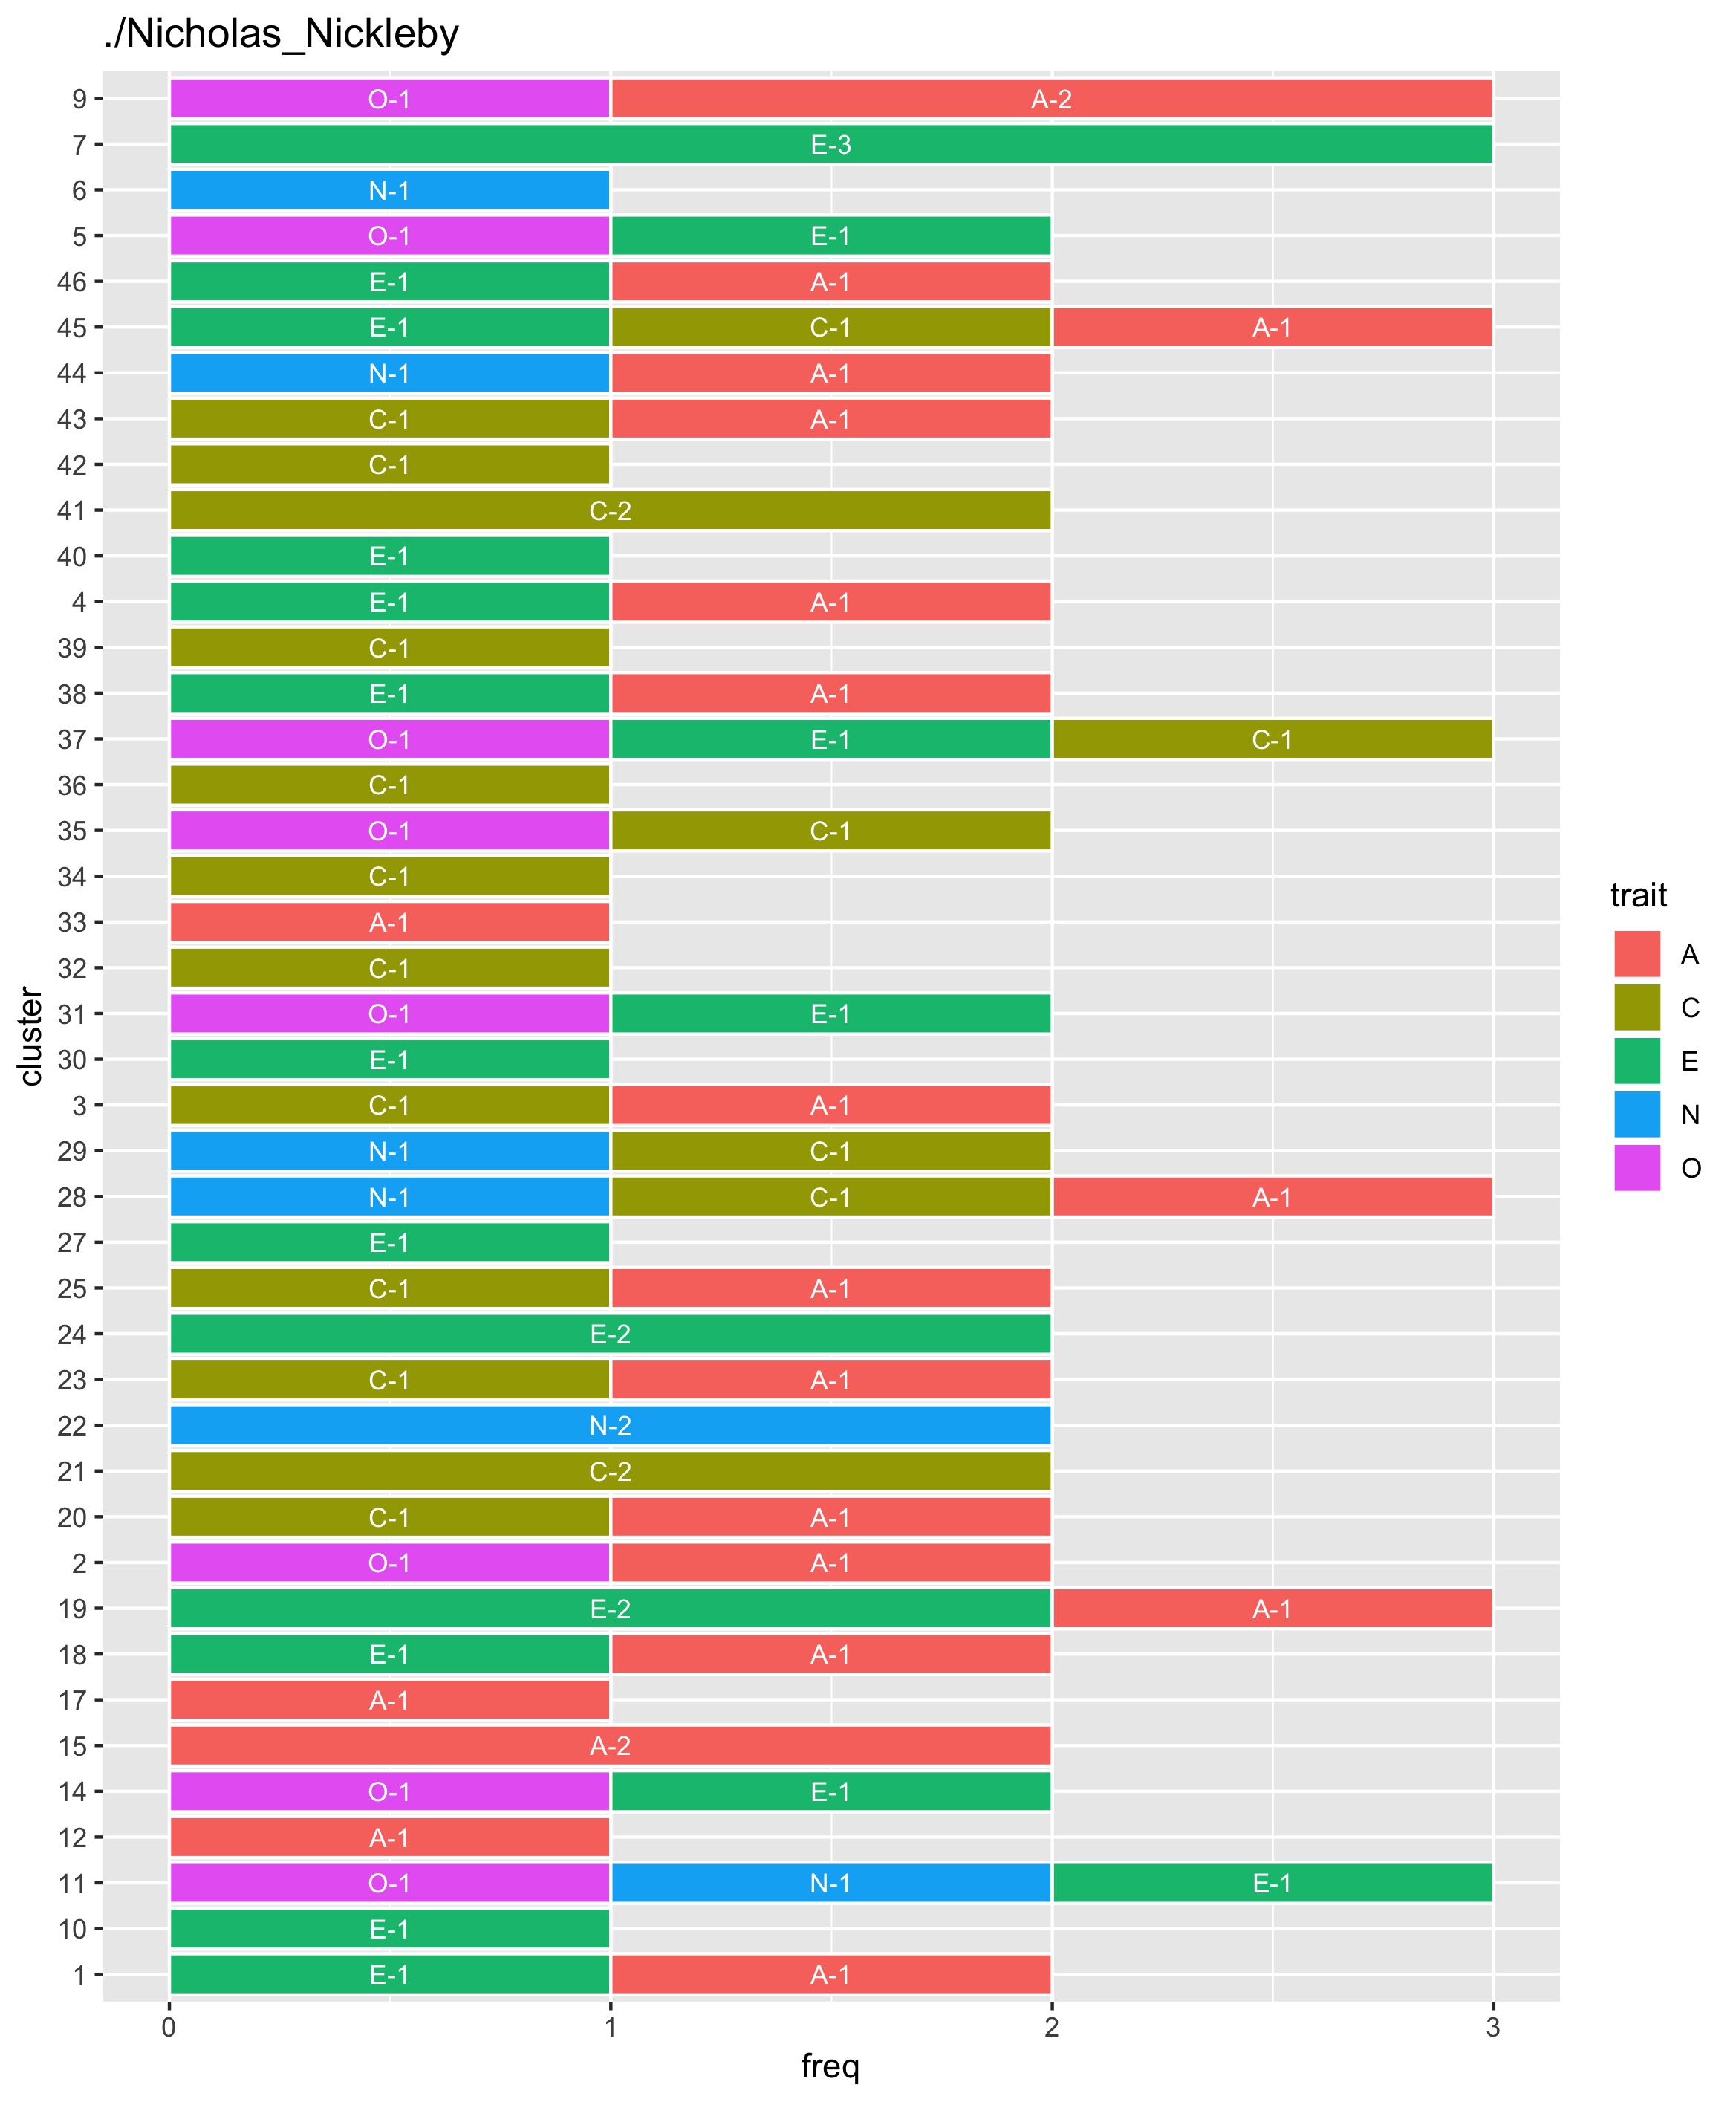 ./Nicholas_Nickleby
9 O-1 A-2
7 E-3
6 N-1
5 O-1 E-1
46 E-1 A-1
45 E-1 C-1 A-1
44 N-1 A-1
43 C-1 A-1
42 C-1
41 C-2
40 E-1
4 E-1 A-1
39 C-1
38 E-1 A-1
37 O-1 E-1 C-1
36 C-1
35 O-1 C-1
34 C-1
33 A-1
32 C-1
31 O-1 E-1
30 E-1
3 C-1 A-1
29 N-1 C-1
28 N-1 C-1 A-1
27 E-1
25 C-1 A-1
24 E-2
23 C-1 A-1
22 N-2
21 C-2
20 C-1 A-1
2 O-1 A-1
19 E-2 A-1
18 E-1 A-1
17 A-1
15 A-2
14 O-1 E-1
12 A-1
11 O-1 N-1 E-1
10 E-1
1 E-1 A-1
0 1 2 3
freq
cluster
trait
A
C
E
N
O